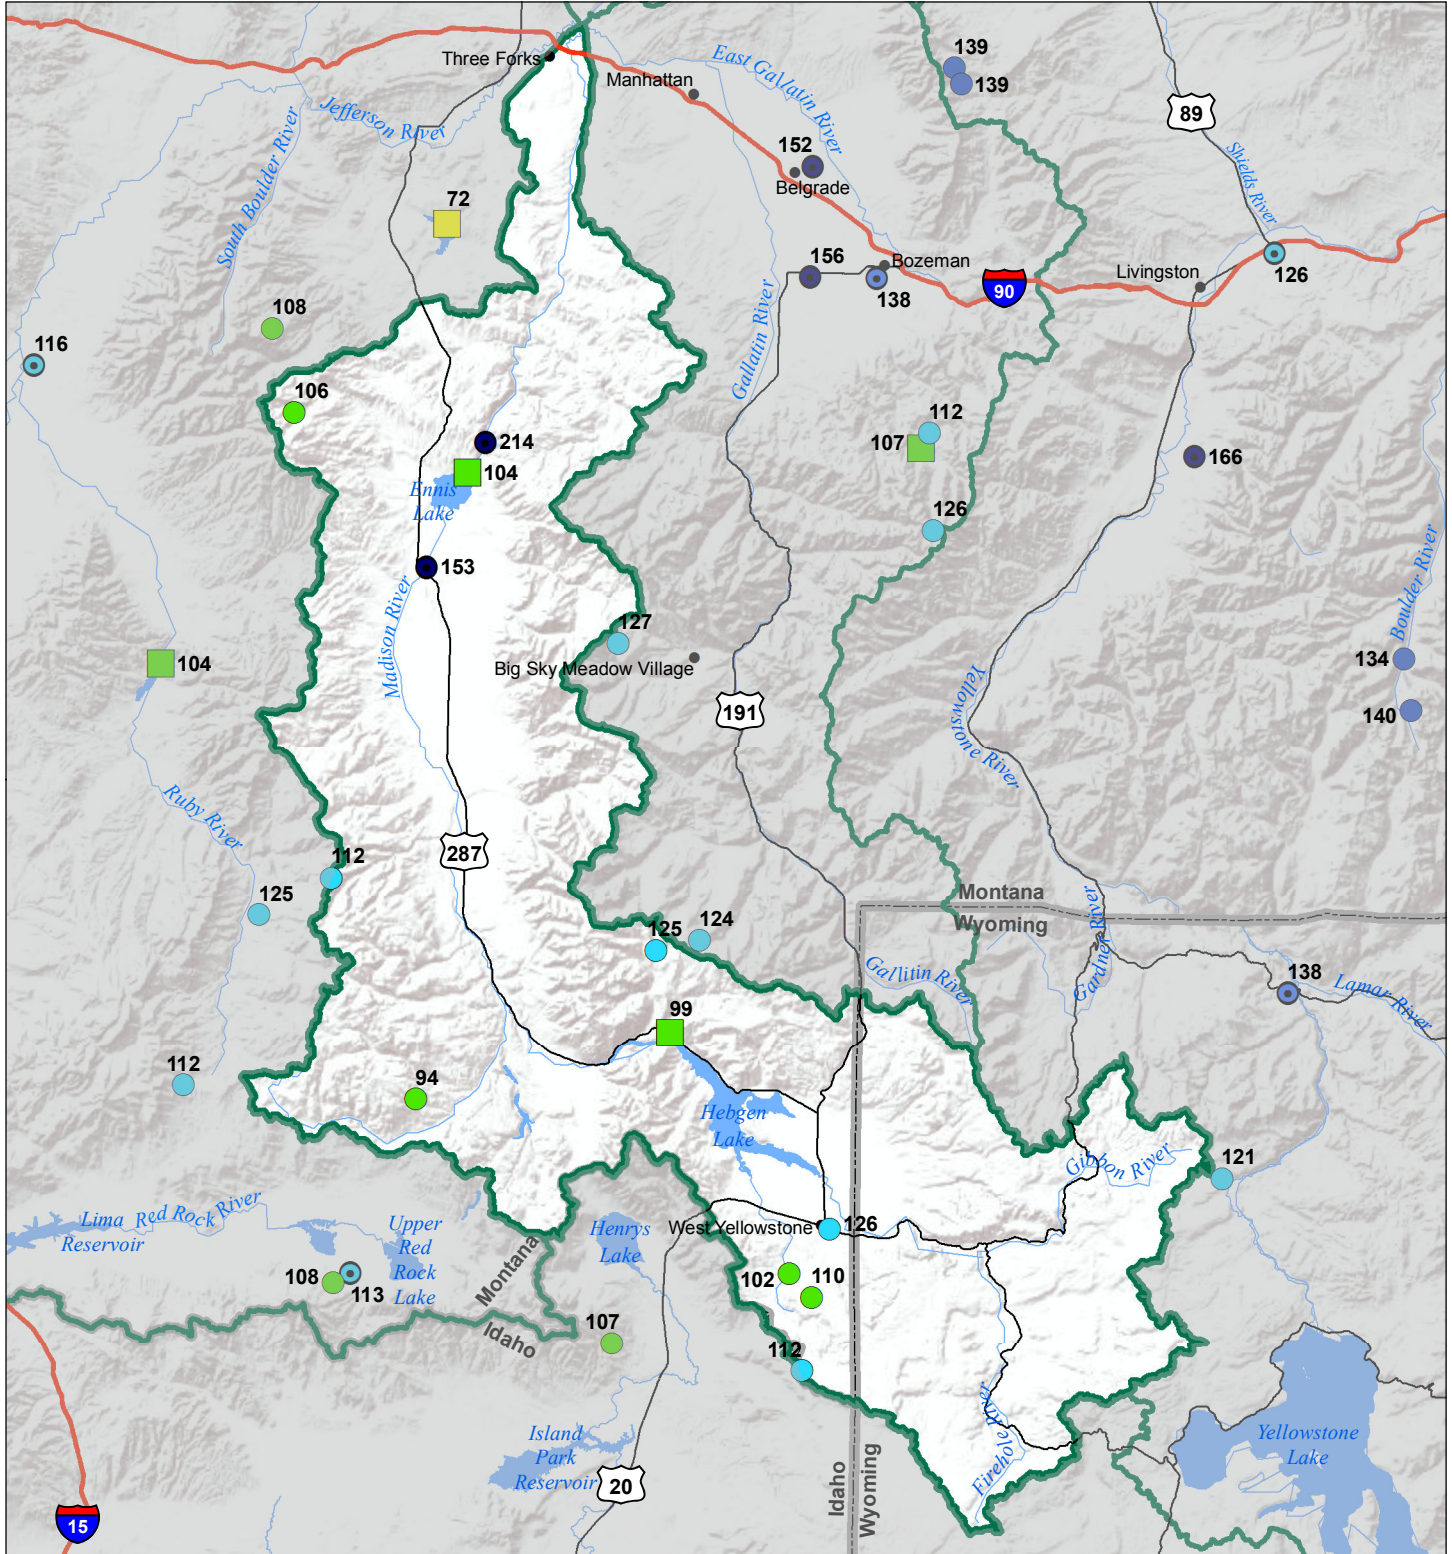 139
139
Three Forks
Manhattan
East Gallatin River
89
Jefferson River
152
Belgrade
Shields River
South Boulder River
72
156
Bozeman
138
90
Livingston
126
108
116
Gallatin River
106
112
107
214
104
166
Ennis
Lake
126
153
Madison River
Boulder River
127
104
Big Sky Meadow Village
134
191
140
Yellowstone River
Ruby River
287
112
125
Montana
Wyoming
125
124
Gallitin River
Gardner River
138
Lamar River
99
112
94
Hebgen
Lake
Gibbon River
121
Lima
Reservoir
Red Rock River
Upper
Red
Rock
Lake
Henrys
Lake
West Yellowstone
126
Montana
Idaho
108
113
102
110
107
112
Firehole River
Island
Park
Reservoir
20
Yellowstone
Lake
Idaho
Wyoming
15